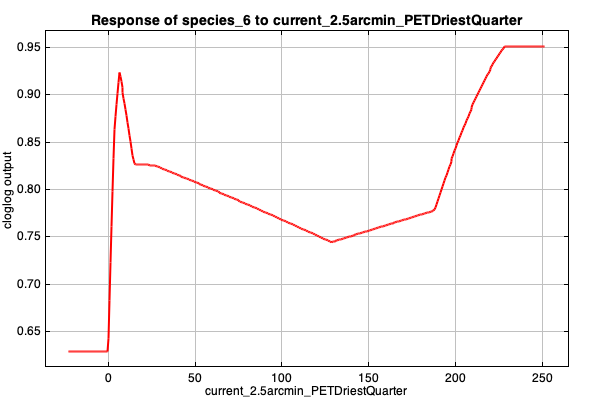 Response of species_6 to current_2.5arcmin_PETDriestQuarter
0.95
0.90
0.85
0.80
0.75
0.70
0.65
cloglog output
0 50 100 150 200 250
current_2.5arcmin_PETDriestQuarter